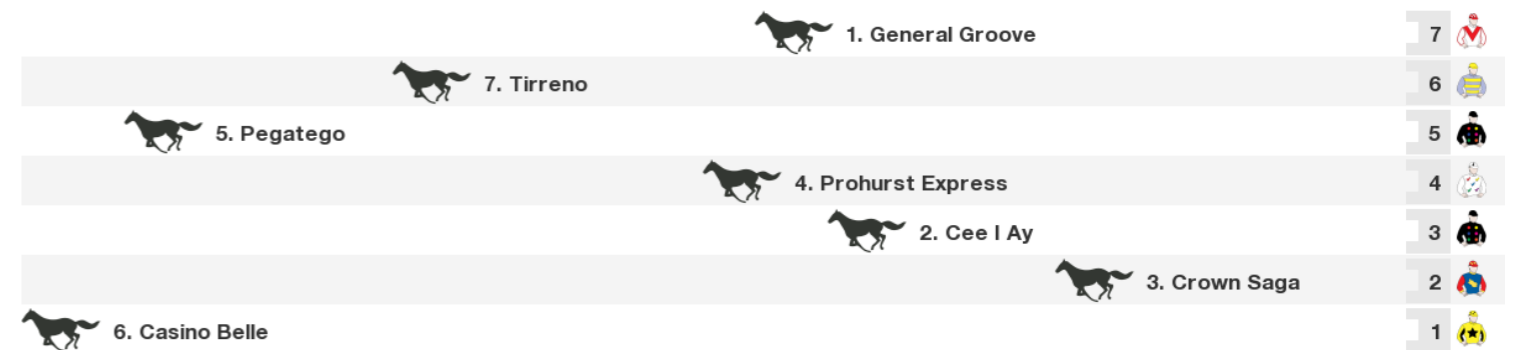 1. General Groove 7
7. Tirreno 6
5. Pegatego 5
4. Prohurst Express 4
2. Cee I Ay 3
3. Crown Saga 2
6. Casino Belle 1